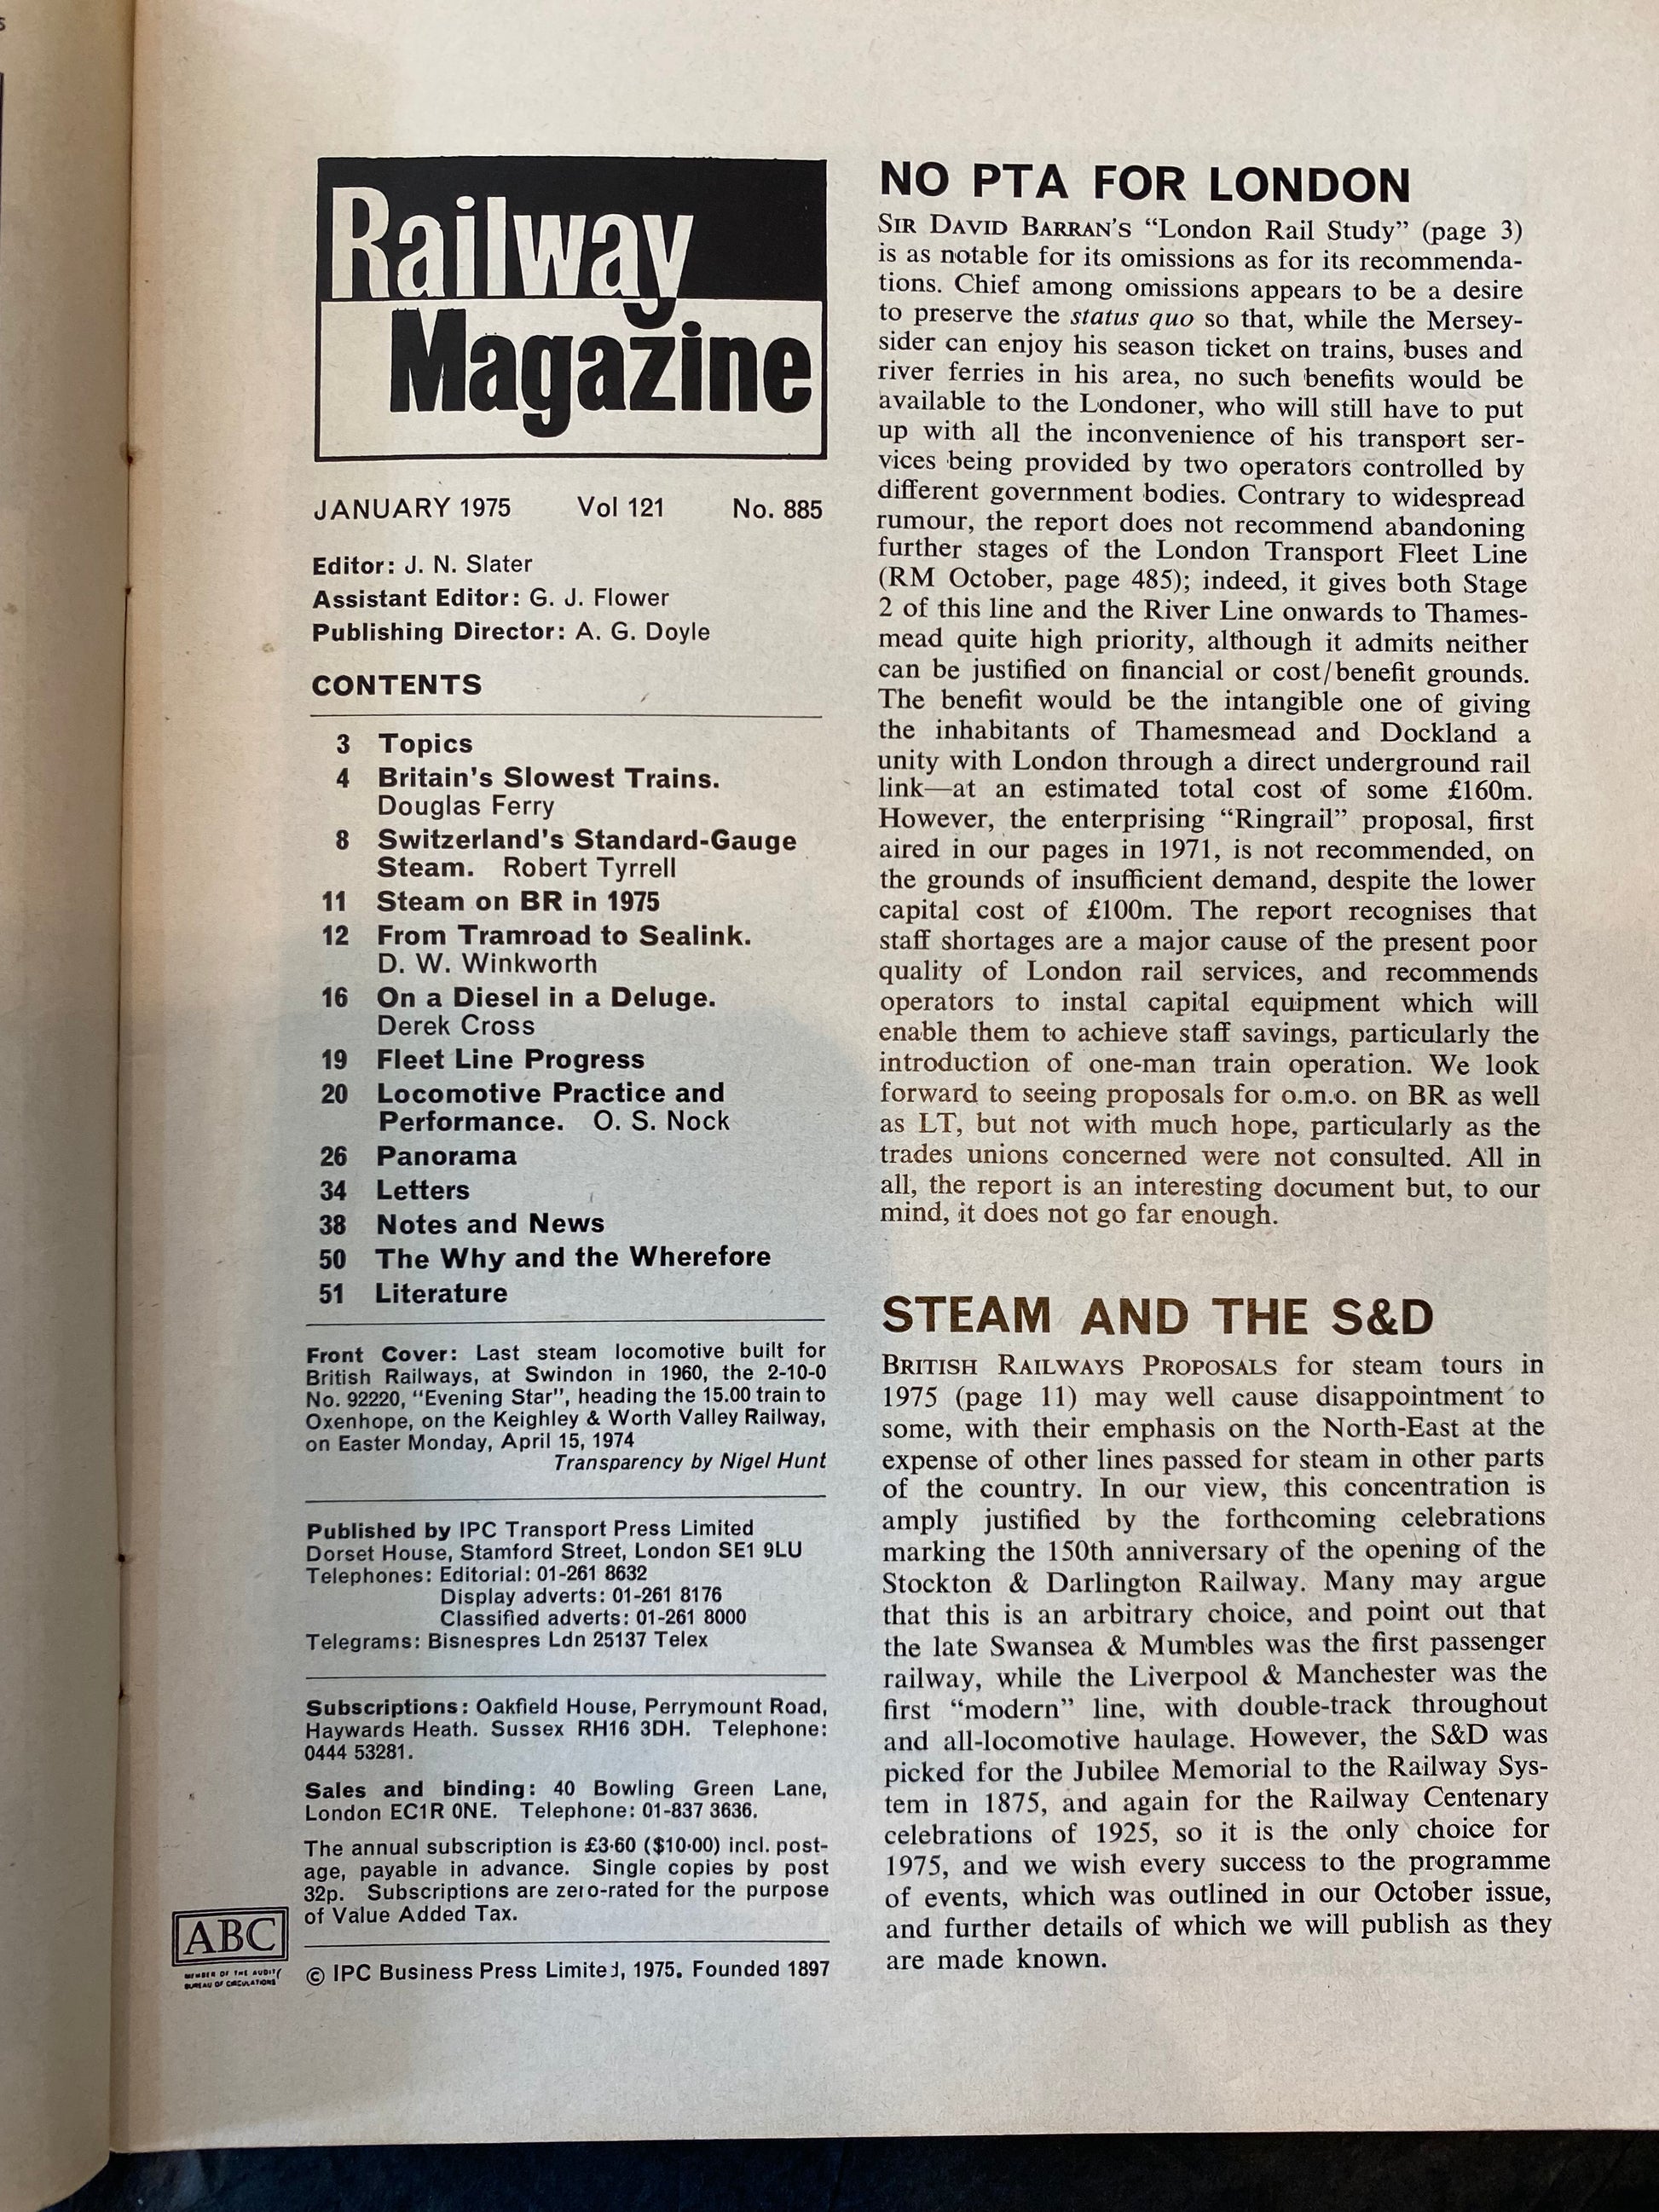 Railway
Magazine
JANUARY 1975 Vol 121 No. 885
Editor: J. N. Slater
Assistant Editor: G. J. Flower
Publishing Director: A. G. Doyle
CONTENTS
3 Topics
4 Britain's Slowest Trains.
Douglas Ferry
8 Switzerland's Standard-Gauge
Steam. Robert Tyrrell
11 Steam on BR in 1975
12 From Tramroad to Sealink.
D. W. Winkworth
16 On a Diesel in a Deluge.
Derek Cross
19 Fleet Line Progress
20 Locomotive Practice and
Performance. O. S. Nock
26 Panorama
34 Letters
38 Notes and News
50 The Why and the Wherefore
51 Literature
Front Cover: Last steam locomotive built for
British Railways, at Swindon in 1960, the 2-10-0
No. 92220, "Evening Star", heading the 15.00 train to
Oxenhope, on the Keighley & Worth Valley Railway,
on Easter Monday, April 15, 1974
Transparency by Nigel Hunt
Published by IPC Transport Press Limited
Dorset House, Stamford Street, London SE1 9LU
Telephones: Editorial: 01-261 8632
Display adverts: 01-261 8176
Classified adverts: 01-261 8000
Telegrams: Bisnespres Ldn 25137 Telex
Subscriptions: Oakfield House, Perrymount Road,
Haywards Heath. Sussex RH16 3DH. Telephone:
0444 53281.
Sales and binding: 40 Bowling Green Lane,
London EC1R 0NE. Telephone: 01-837 3636.
The annual subscription is £3·60 ($10·00) incl. post-
age, payable in advance. Single copies by post
32p. Subscriptions are zero-rated for the purpose
of Value Added Tax.
ABC
MEMBER OF THE AUDIT
BUREAU OF CIRCULATIONS
© IPC Business Press Limited, 1975. Founded 1897
NO PTA FOR LONDON
SIR DAVID BARRAN'S “London Rail Study” (page 3)
is as notable for its omissions as for its recommenda-
tions. Chief among omissions appears to be a desire
to preserve the status quo so that, while the Mersey-
sider can enjoy his season ticket on trains, buses and
river ferries in his area, no such benefits would be
available to the Londoner, who will still have to put
up with all the inconvenience of his transport ser-
vices being provided by two operators controlled by
different government bodies. Contrary to widespread
rumour, the report does not recommend abandoning
further stages of the London Transport Fleet Line
(RM October, page 485); indeed, it gives both Stage
2 of this line and the River Line onwards to Thames-
mead quite high priority, although it admits neither
can be justified on financial or cost/benefit grounds.
The benefit would be the intangible one of giving
the inhabitants of Thamesmead and Dockland a
unity with London through a direct underground rail
link—at an estimated total cost of some £160m.
However, the enterprising “Ringrail” proposal, first
aired in our pages in 1971, is not recommended, on
the grounds of insufficient demand, despite the lower
capital cost of £100m. The report recognises that
staff shortages are a major cause of the present poor
quality of London rail services, and recommends
operators to instal capital equipment which will
enable them to achieve staff savings, particularly the
introduction of one-man train operation. We look
forward to seeing proposals for o.m.o. on BR as well
as LT, but not with much hope, particularly as the
trades unions concerned were not consulted. All in
all, the report is an interesting document but, to our
mind, it does not go far enough.
STEAM AND THE S&D
BRITISH RAILWAYS PROPOSALS for steam tours in
1975 (page 11) may well cause disappointment to
some, with their emphasis on the North-East at the
expense of other lines passed for steam in other parts
of the country. In our view, this concentration is
amply justified by the forthcoming celebrations
marking the 150th anniversary of the opening of the
Stockton & Darlington Railway. Many may argue
that this is an arbitrary choice, and point out that
the late Swansea & Mumbles was the first passenger
railway, while the Liverpool & Manchester was the
first “modern” line, with double-track throughout
and all-locomotive haulage. However, the S&D was
picked for the Jubilee Memorial to the Railway Sys-
tem in 1875, and again for the Railway Centenary
celebrations of 1925, so it is the only choice for
1975, and we wish every success to the programme
of events, which was outlined in our October issue,
and further details of which we will publish as they
are made known.